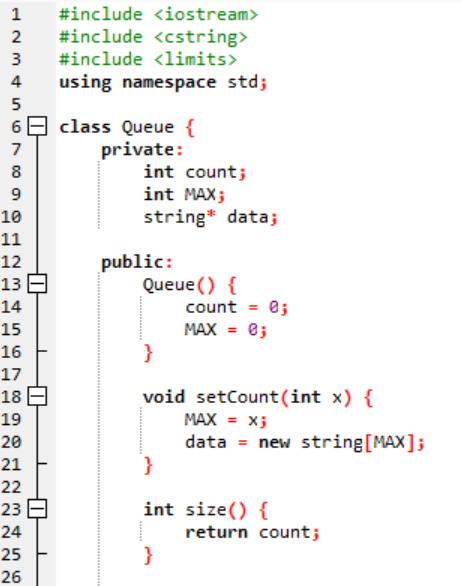 1 #include <iostream>
2 #include <cstring>
3 #include <limits>
4 using namespace std;
5
6 class Queue {
7     private:
8         int count;
9         int MAX;
10         string* data;
11
12     public:
13         Queue() {
14             count = 0;
15             MAX = 0;
16         }
17
18         void setCount(int x) {
19             MAX = x;
20             data = new string[MAX];
21         }
22
23         int size() {
24             return count;
25         }
26